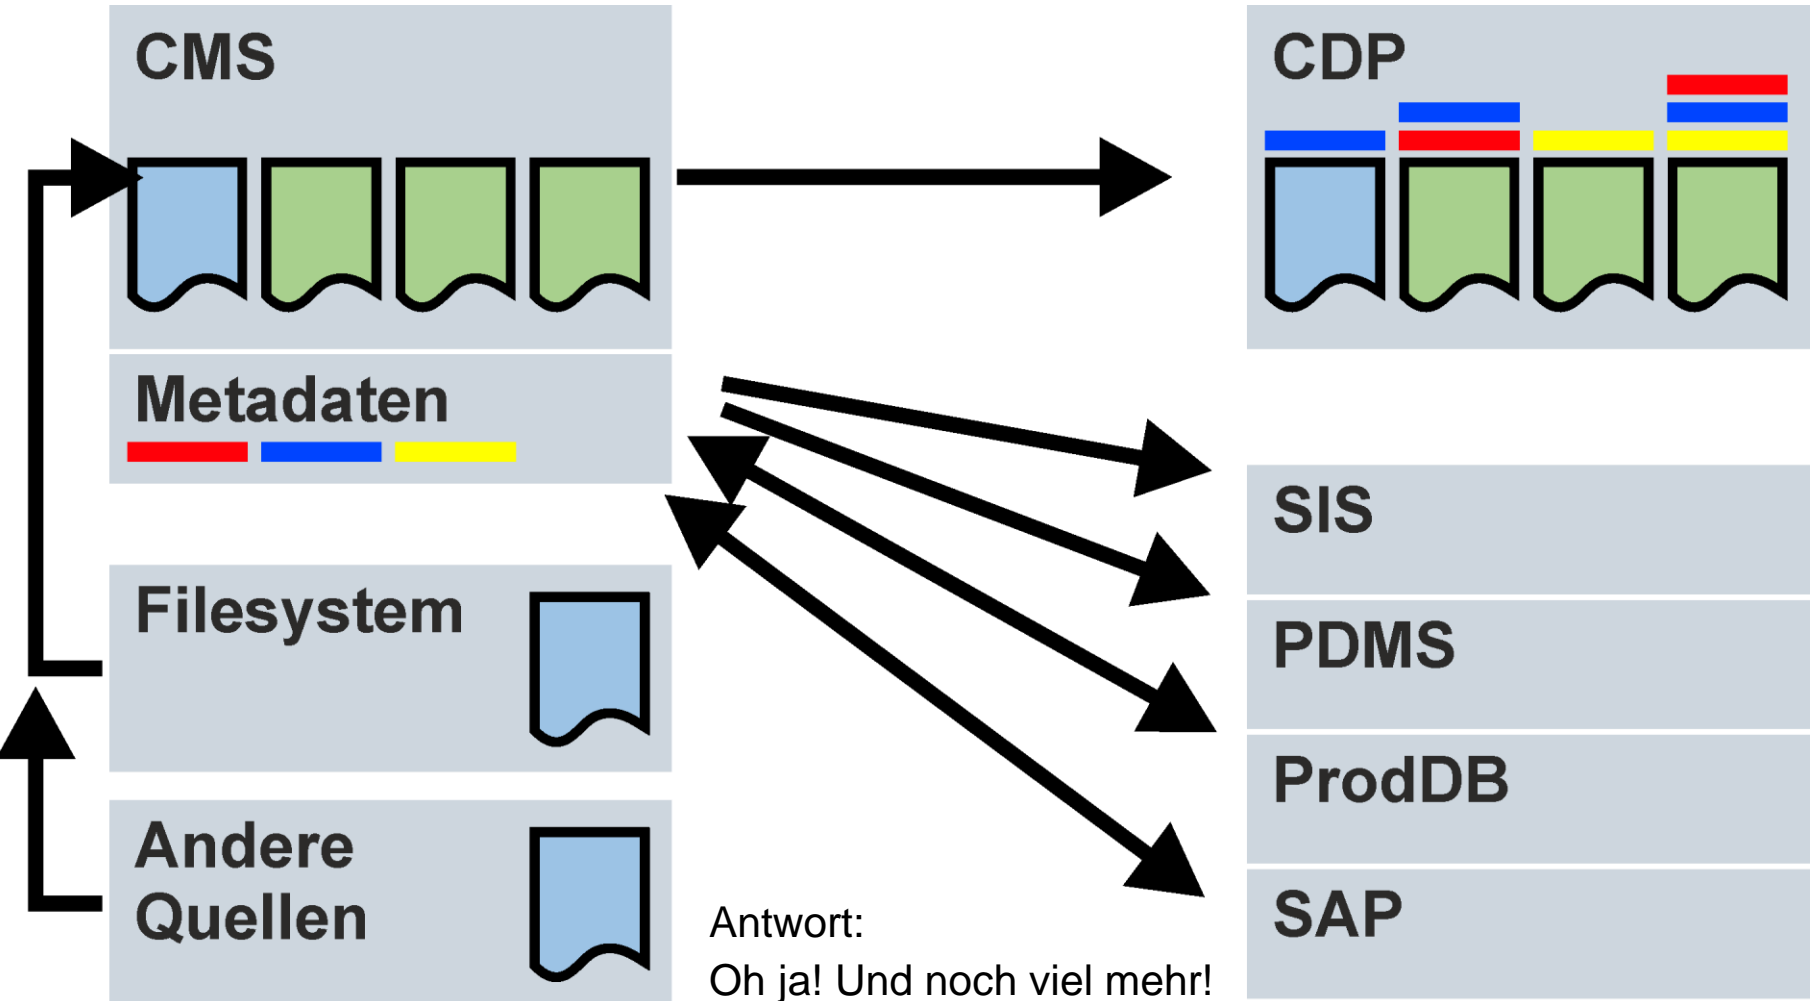 CMS
Metadaten
Filesystem
Andere
Quellen
CDP
SIS
PDMS
ProdDB
SAP
Antwort:
Oh ja! Und noch viel mehr!